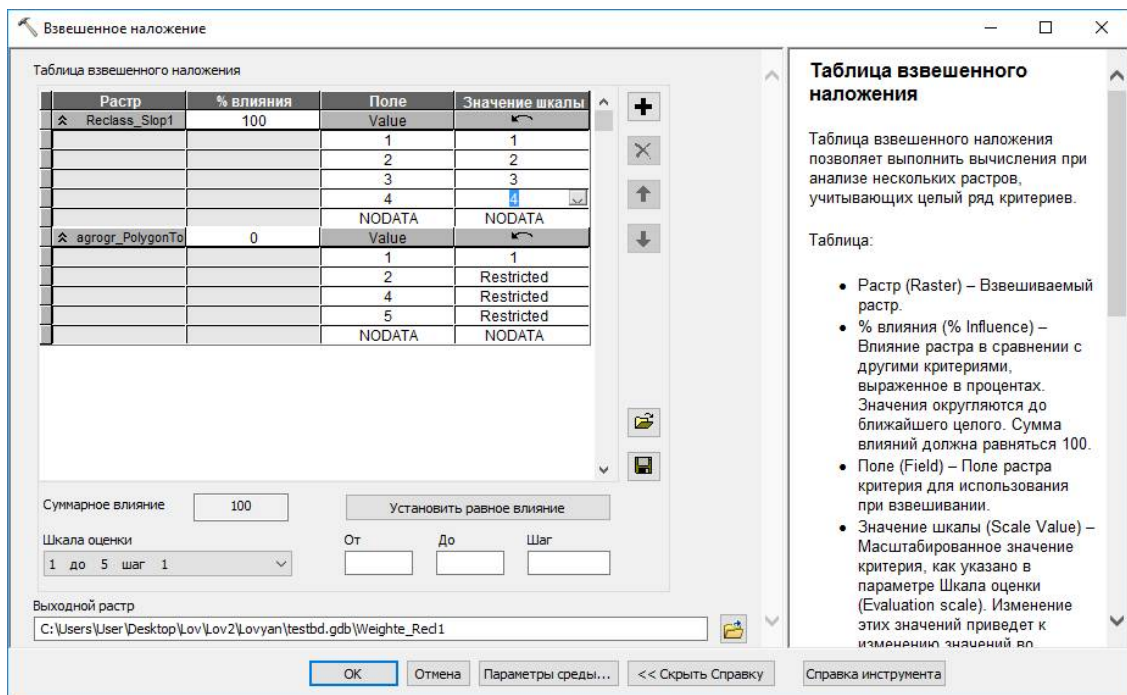 Взвешенное наложение
Таблица взвешенного наложения
Растр % влияния Поле Значение шкалы
Reclass_Slop1 100 Value
1 1
2 2
3 3
4 4
NODATA NODATA
agrogr_PolygonTo 0 Value
1 1
2 Restricted
4 Restricted
5 Restricted
NODATA NODATA
Суммарное влияние 100 Установить равное влияние
Шкала оценки От До Шаг
1 до 5 шаг 1
Выходной растр
C:\Users\User\Desktop\Lov\Lov2\Lovyan\testbd.gdb\Weighte_Recl1
OK Отмена Параметры среды... << Скрыть Справку Справка инструмента
Таблица взвешенного
наложения
Таблица взвешенного наложения
позволяет выполнить вычисления при
анализе нескольких растров,
учитывающих целый ряд критериев.
Таблица:
• Растр (Raster) – Взвешиваемый
растр.
• % влияния (% Influence) –
Влияние растра в сравнении с
другими критериями,
выраженное в процентах.
Значения округляются до
ближайшего целого. Сумма
влияний должна равняться 100.
• Поле (Field) – Поле растра
критерия для использования
при взвешивании.
• Значение шкалы (Scale Value) –
Масштабированное значение
критерия, как указано в
параметре Шкала оценки
(Evaluation scale). Изменение
этих значений приведет к
изменению значений во